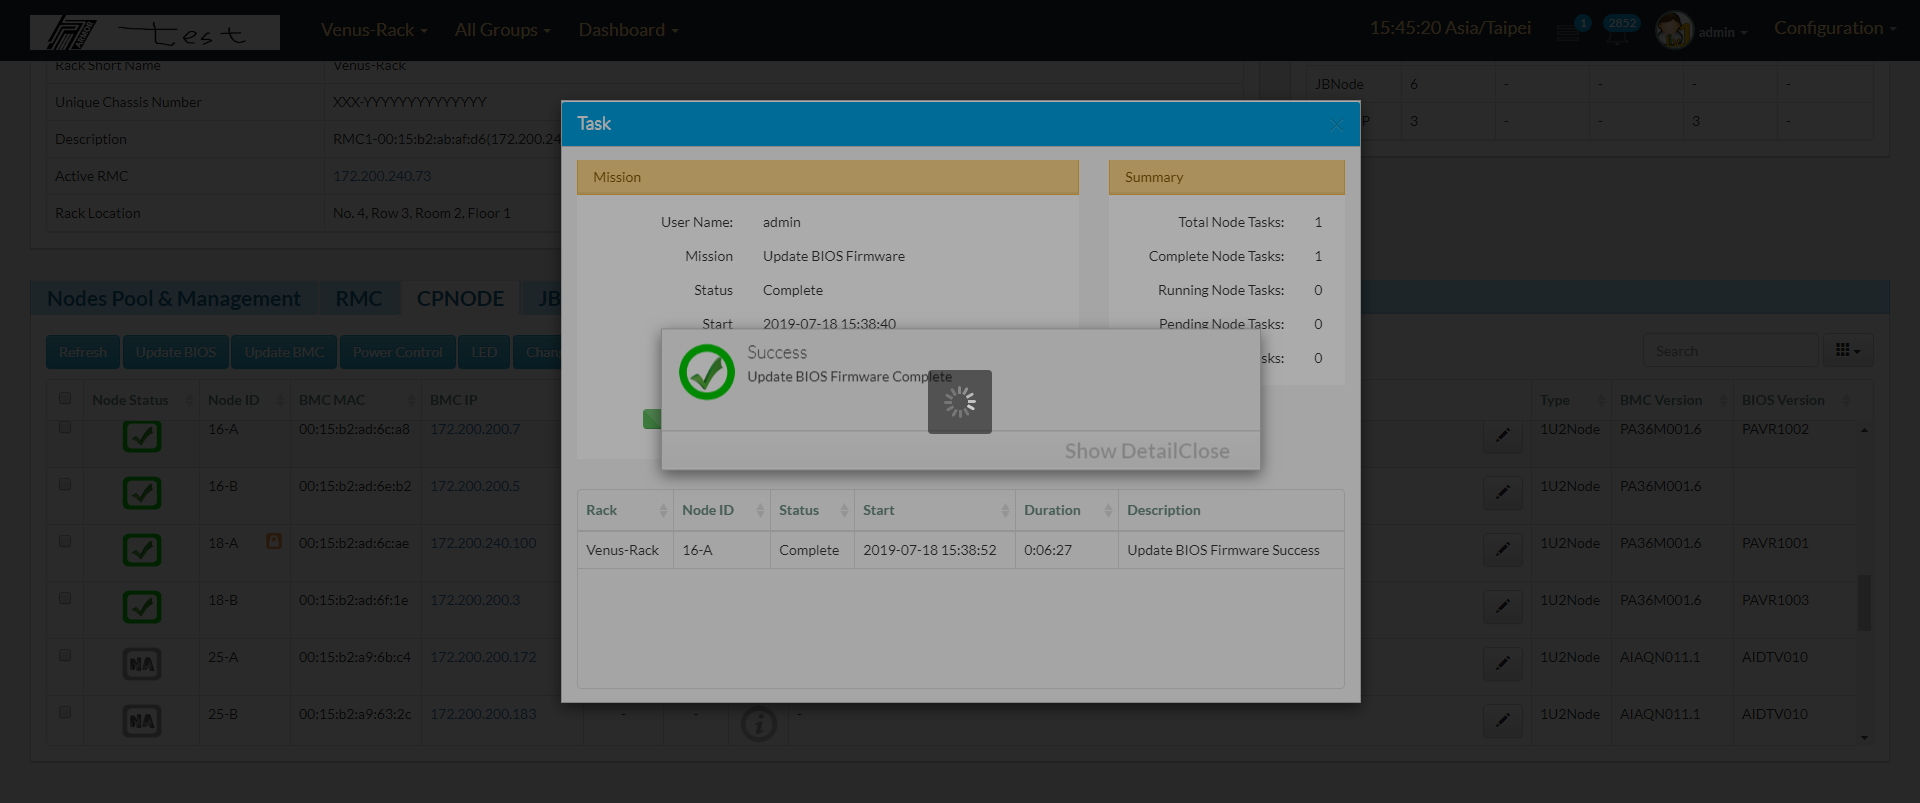 test
Venus-Rack
All Groups
Dashboard
15:45:20 Asia/Taipei
1
2852
admin
Configuration
Rack Short Name Venus-Rack
Unique Chassis Number XXX-YYYYYYYYYYYYYY
Description RMC1-00:15:b2:ab:af:d6(172.200.24
Active RMC 172.200.240.73
Rack Location No. 4, Row 3, Room 2, Floor 1
JBNode 6 - - - -
P 3 - - 3 -
Task
Mission
User Name: admin
Mission Update BIOS Firmware
Status Complete
Start 2019-07-18 15:38:40
Summary
Total Node Tasks: 1
Complete Node Tasks: 1
Running Node Tasks: 0
Pending Node Tasks: 0
sks: 0
Success
Update BIOS Firmware Complete
Show DetailClose
Rack Node ID Status Start Duration Description
Venus-Rack 16-A Complete 2019-07-18 15:38:52 0:06:27 Update BIOS Firmware Success
Nodes Pool & Management RMC CPNODE JB
Refresh Update BIOS Update BMC Power Control LED Chan
Search
Node Status Node ID BMC MAC BMC IP Type BMC Version BIOS Version
16-A 00:15:b2:ad:6c:a8 172.200.200.7 1U2Node PA36M001.6 PAVR1002
16-B 00:15:b2:ad:6e:b2 172.200.200.5 1U2Node PA36M001.6
18-A 00:15:b2:ad:6c:ae 172.200.240.100 1U2Node PA36M001.6 PAVR1001
18-B 00:15:b2:ad:6f:1e 172.200.200.3 1U2Node PA36M001.6 PAVR1003
NA 25-A 00:15:b2:a9:6b:c4 172.200.200.172 1U2Node AIAQN011.1 AIDTV010
NA 25-B 00:15:b2:a9:63:2c 172.200.200.183 - - i - 1U2Node AIAQN011.1 AIDTV010